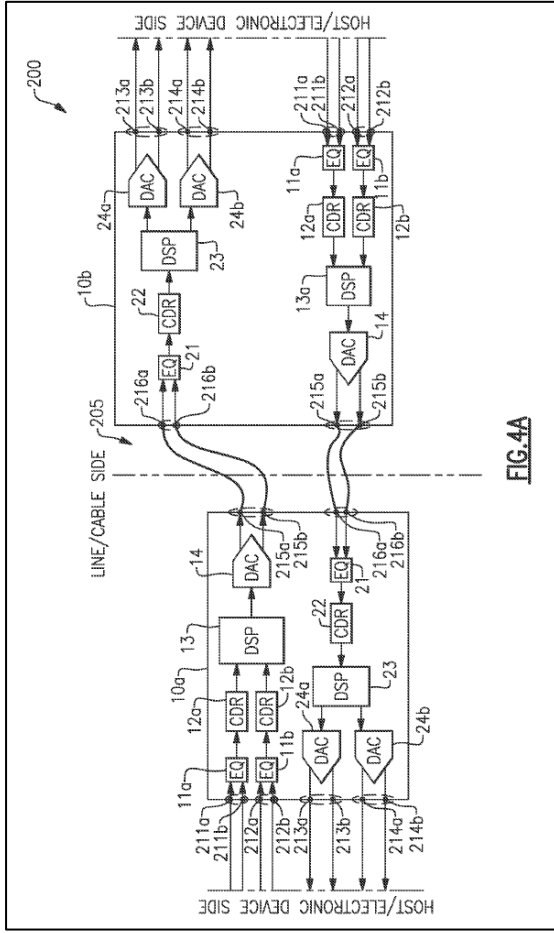 200
LINE/CABLE SIDE
205
10a
10b
HOST/ELECTRONIC DEVICE SIDE
211a
211b
212a
212b
11a
EQ
12a
CDR
11b
EQ
12b
CDR
13
DSP
14
DAC
215a
215b
216a
216b
21
EQ
22
CDR
23
DSP
24a
DAC
24b
DAC
213a
213b
214a
214b
HOST/ELECTRONIC DEVICE SIDE
213a
213b
214a
214b
24a
DAC
24b
DAC
23
DSP
22
CDR
21
EQ
216a
216b
215a
215b
14
DAC
13a
DSP
12a
CDR
12b
CDR
11a
EQ
11b
EQ
211a
211b
212a
212b
FIG.4A